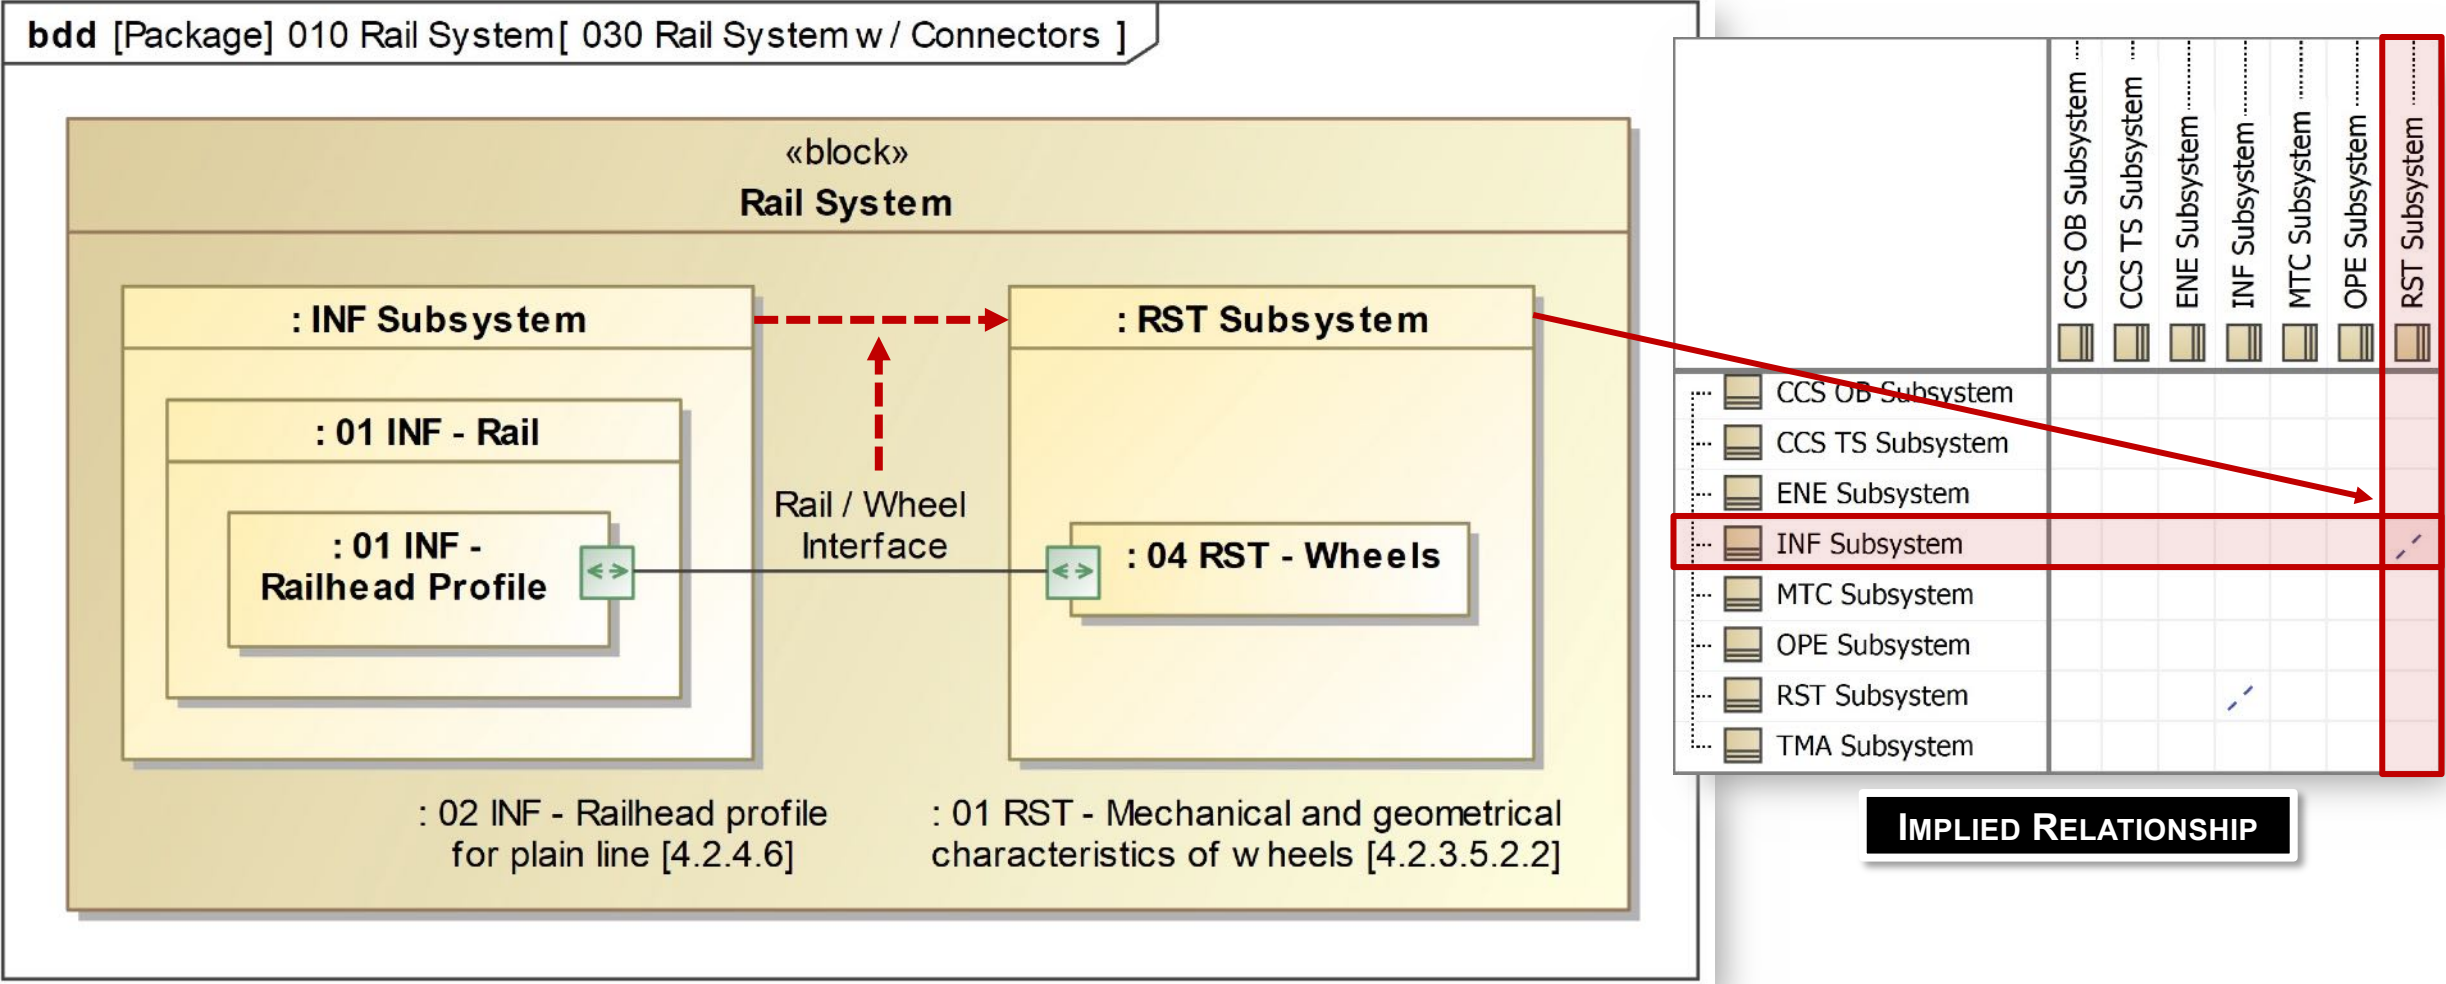 bdd [Package] 010 Rail System[ 030 Rail System w / Connectors ]
«block»
Rail System
: INF Subsystem
: RST Subsystem
: 01 INF - Rail
: 01 INF -
Railhead Profile
Rail / Wheel
Interface
: 04 RST - Wheels
: 02 INF - Railhead profile
for plain line [4.2.4.6]
: 01 RST - Mechanical and geometrical
characteristics of wheels [4.2.3.5.2.2]
CCS OB Subsystem
CCS TS Subsystem
ENE Subsystem
INF Subsystem
MTC Subsystem
OPE Subsystem
RST Subsystem
CCS OB Subsystem
CCS TS Subsystem
ENE Subsystem
INF Subsystem
MTC Subsystem
OPE Subsystem
RST Subsystem
TMA Subsystem
IMPLIED RELATIONSHIP